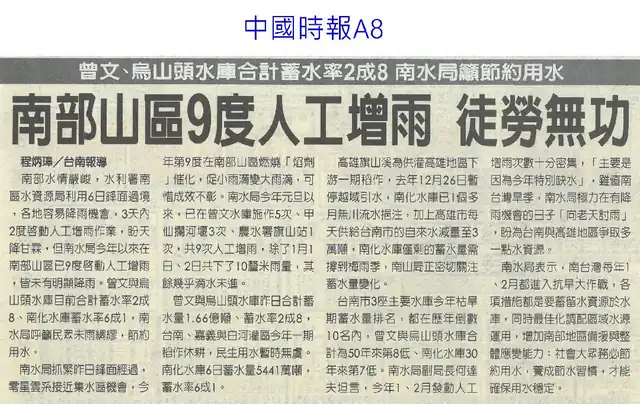 中國時報A8
曾文、烏山頭水庫合計蓄水率2成8 南水局籲節約用水
南部山區9度人工增雨 徒勞無功
程炳璋／台南報導
南部水情嚴峻，水利署南
區水資源局利用6日鋒面過境
，各地容易降雨機會，3天內
2度啟動人工增雨作業，盼天
降甘霖，但南水局今年以來在
南部山區已9度啟動人工增雨
，皆未有明顯降雨。曾文與烏
山頭水庫目前合計蓄水率2成
8、南化水庫蓄水率6成1，南
水局呼籲民眾未雨綢繆，節約
用水。
南水局抓緊昨日鋒面經過，
零星雲系接近集水區機會，今
年第9度在南部山區燃燒「焰劑
」催化，促小雨滴變大雨滴，可
惜成效不彰。南水局今年元旦以
來，已在曾文水庫施作5次、甲
仙攔河堰3次、農水署旗山站1
次，共9次人工增雨，除了1月1
日、2日共下了10釐米雨量，其
餘幾乎滴水未進。
曾文與烏山頭水庫昨日合計蓄
水量1.66億順、蓄水率2成8，
台南、嘉義與白河灌區今年一期
稻作休耕，民生用水暫時無虞。
南化水庫6日蓄水量5441萬順，
蓄水率6成1。
高雄旗山溪為供灌高雄地區下
游一期稻作，去年12月26日暫
停越域引水，南化水庫已1個多
月無川流水挹注，加上高雄市每
天供給台南市的自來水減量至3
萬順，南化水庫僅剩的蓄水量需
撐到梅雨季，南山局正密切關注
蓄水量變化。
台南市3座主要水庫今年枯旱
期蓄水量排名，都在歷年倒數
10名內，曾文與烏山頭水庫合
計為50年來第8低、南化水庫30
年來第7低。南水局副局長何達
夫坦言，今年1、2月發動人工
增雨次數十分密集，「主要是
因為今年特別缺水」，雖遠南
台灣旱季，南水局極力在有降
雨機會的日子「向老天討雨」
，盼為台南與高雄地區爭取多
一點水資源。
南水局表示，南台灣每年1
、2月都進入抗旱大作戰，各
項措施都是要蓄留水資源於水
庫，同時最佳化調配區域水源
運用，增加南部地區備援與整
體應變能力；社會大眾務必節
約用水，養成節水習慣，才能
確保用水穩定。